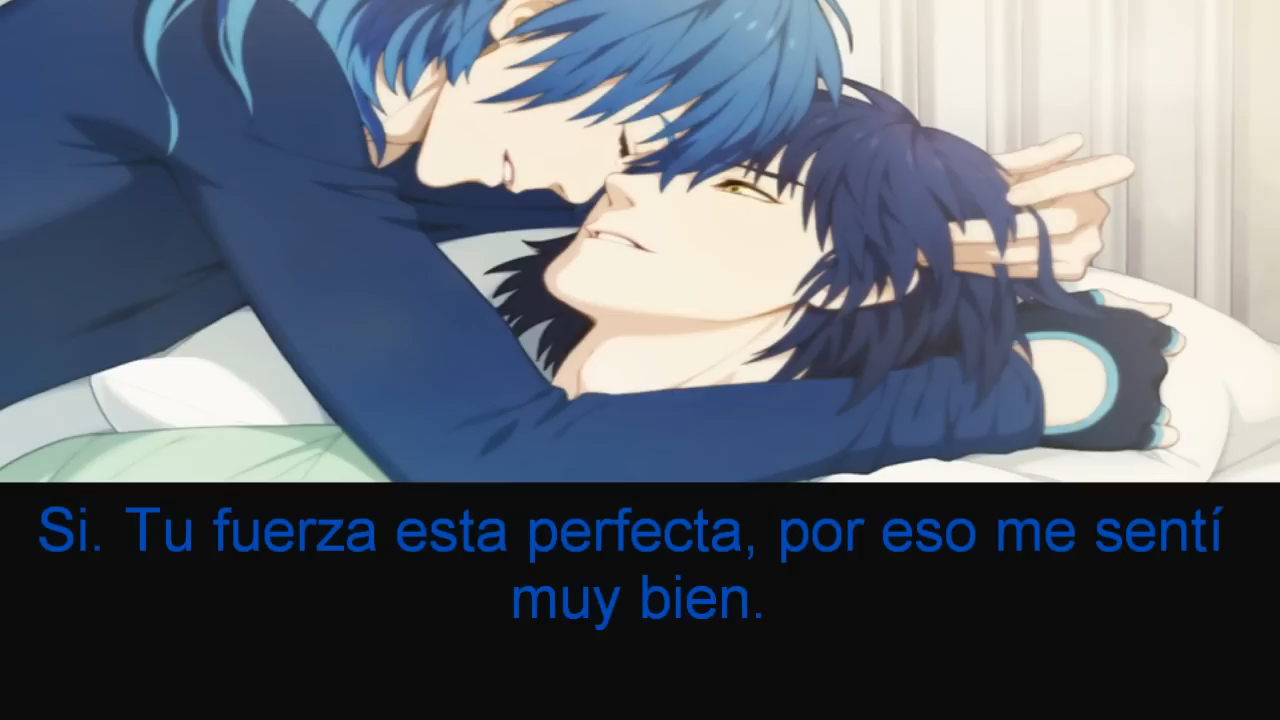 Si. Tu fuerza esta perfecta, por eso me sentí
muy bien.